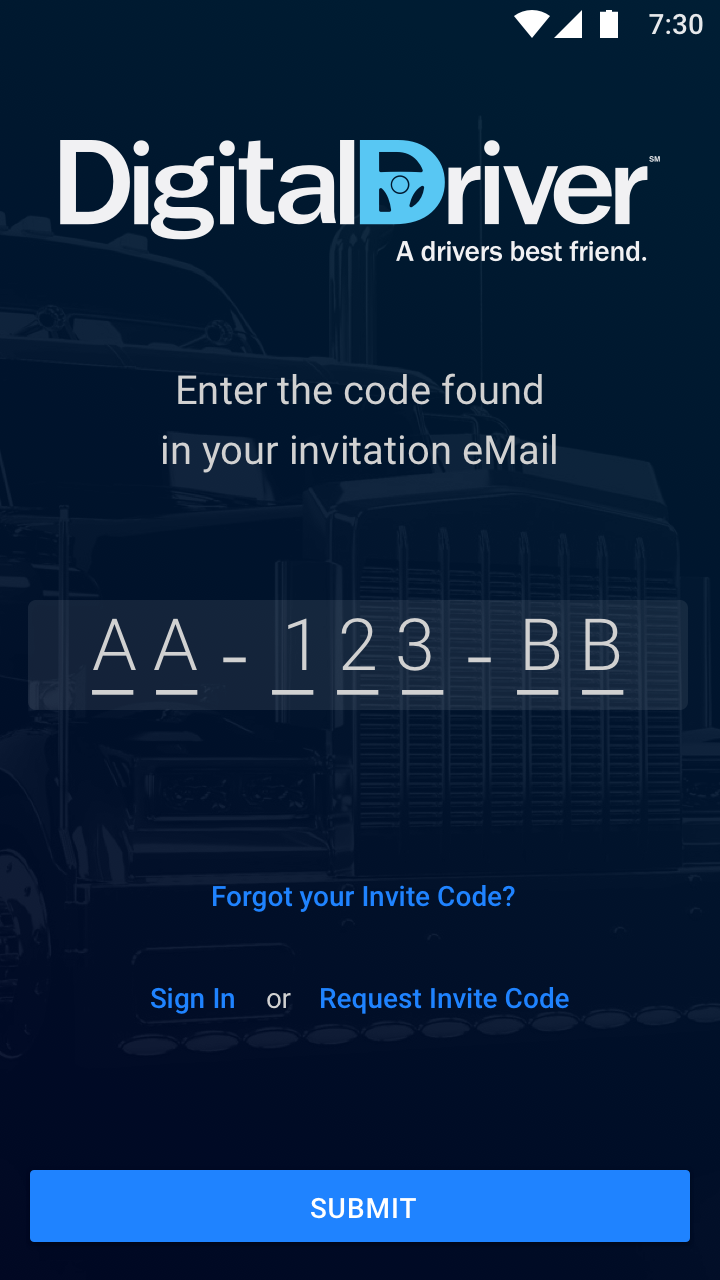 7:30
DigitalDriver℠
A drivers best friend.
Enter the code found
in your invitation eMail
AA-123-BB
Forgot your Invite Code?
Sign In or Request Invite Code
SUBMIT